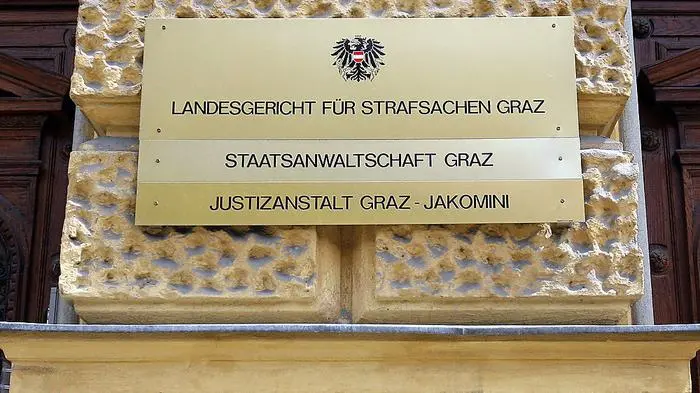 LANDESGERICHT FÜR STRAFSACHEN GRAZ
STAATSANWALTSCHAFT GRAZ
JUSTIZANSTALT GRAZ - JAKOMINI